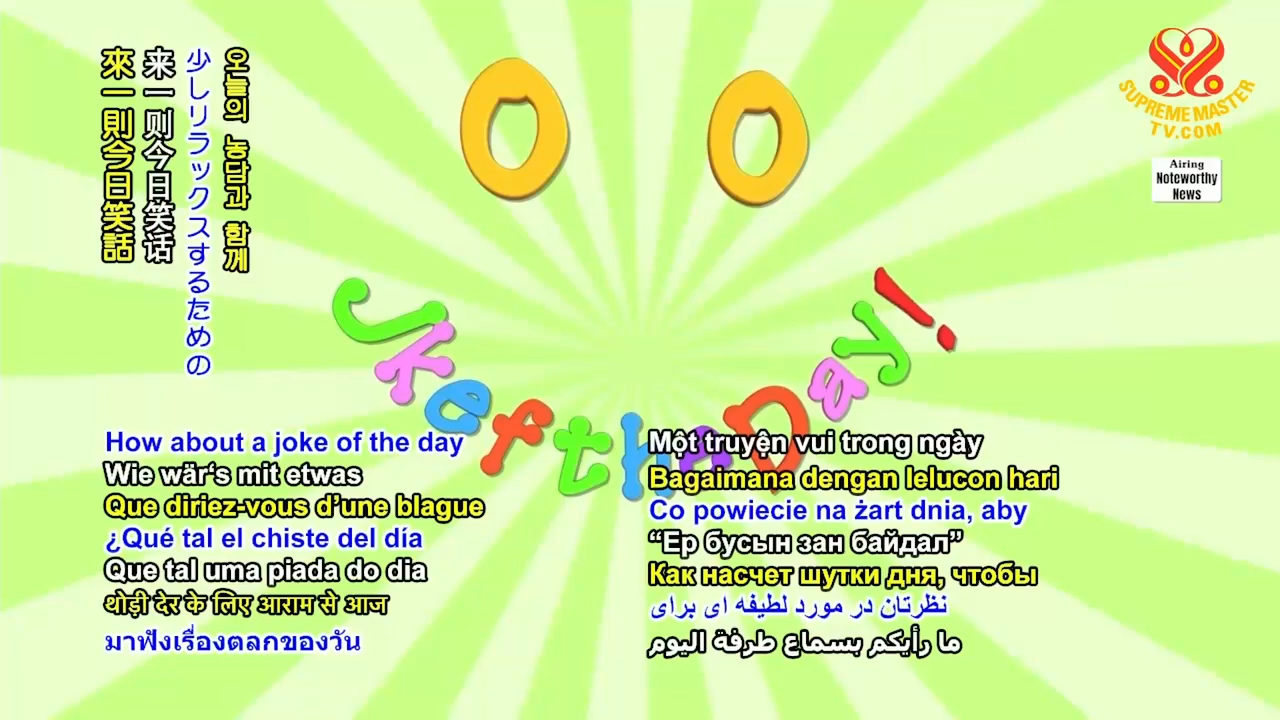 來一則今日笑話
来一则今日笑话
少しリラックスするための
오늘의 농담과 함께
SUPREME MASTER
TV.COM
Airing
Noteworthy
News
O O
Jkef the Day!
How about a joke of the day
Wie wär‘s mit etwas
Que diriez-vous d’une blague
¿Qué tal el chiste del día
Que tal uma piada do dia
थोड़ी देर के लिए आराम से आज
มาฟังเรื่องตลกของวัน
Một truyện vui trong ngày
Bagaimana dengan lelucon hari
Co powiecie na żart dnia, aby
“Ер бусын зан байдал”
Как насчет шутки дня, чтобы
نظرتان در مورد لطیفه ای برای
ما رأيكم بسماع طرفة اليوم